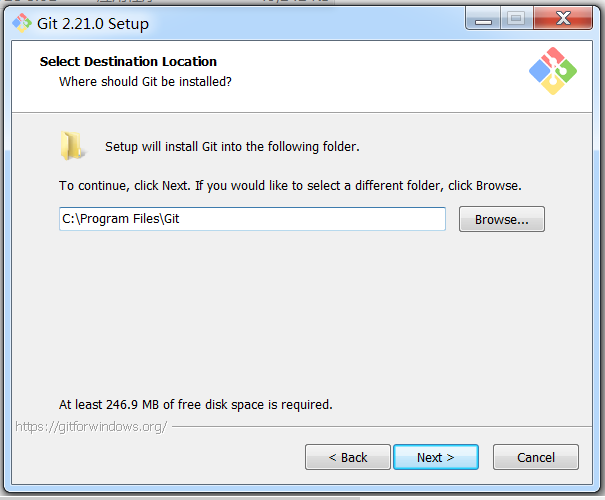 Git 2.21.0 Setup
Select Destination Location
Where should Git be installed?
Setup will install Git into the following folder.
To continue, click Next. If you would like to select a different folder, click Browse.
C:\Program Files\Git
Browse...
At least 246.9 MB of free disk space is required.
https://gitforwindows.org/
< Back
Next >
Cancel